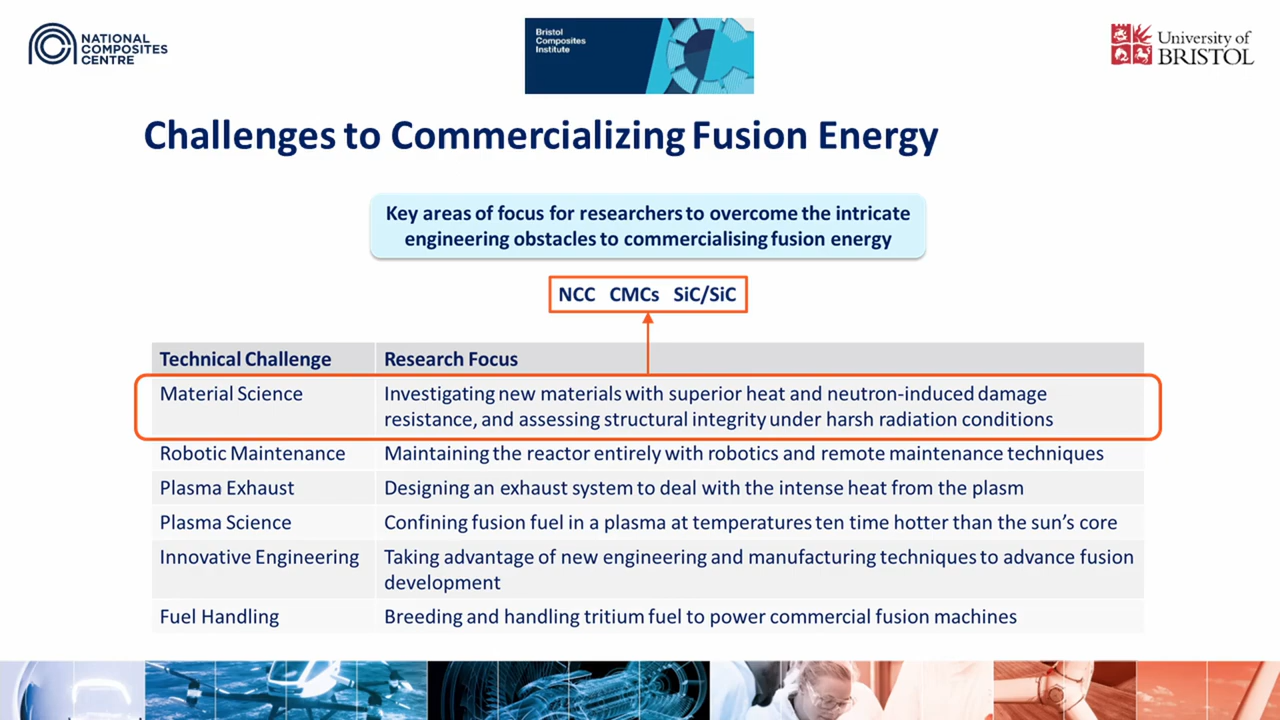 NATIONAL
COMPOSITES
CENTRE
Bristol
Composites
Institute
University of
BRISTOL
Challenges to Commercializing Fusion Energy
Key areas of focus for researchers to overcome the intricate
engineering obstacles to commercialising fusion energy
NCC CMCs SiC/SiC
Technical Challenge Research Focus
Material Science Investigating new materials with superior heat and neutron-induced damage
resistance, and assessing structural integrity under harsh radiation conditions
Robotic Maintenance Maintaining the reactor entirely with robotics and remote maintenance techniques
Plasma Exhaust Designing an exhaust system to deal with the intense heat from the plasm
Plasma Science Confining fusion fuel in a plasma at temperatures ten time hotter than the sun's core
Innovative Engineering Taking advantage of new engineering and manufacturing techniques to advance fusion
development
Fuel Handling Breeding and handling tritium fuel to power commercial fusion machines